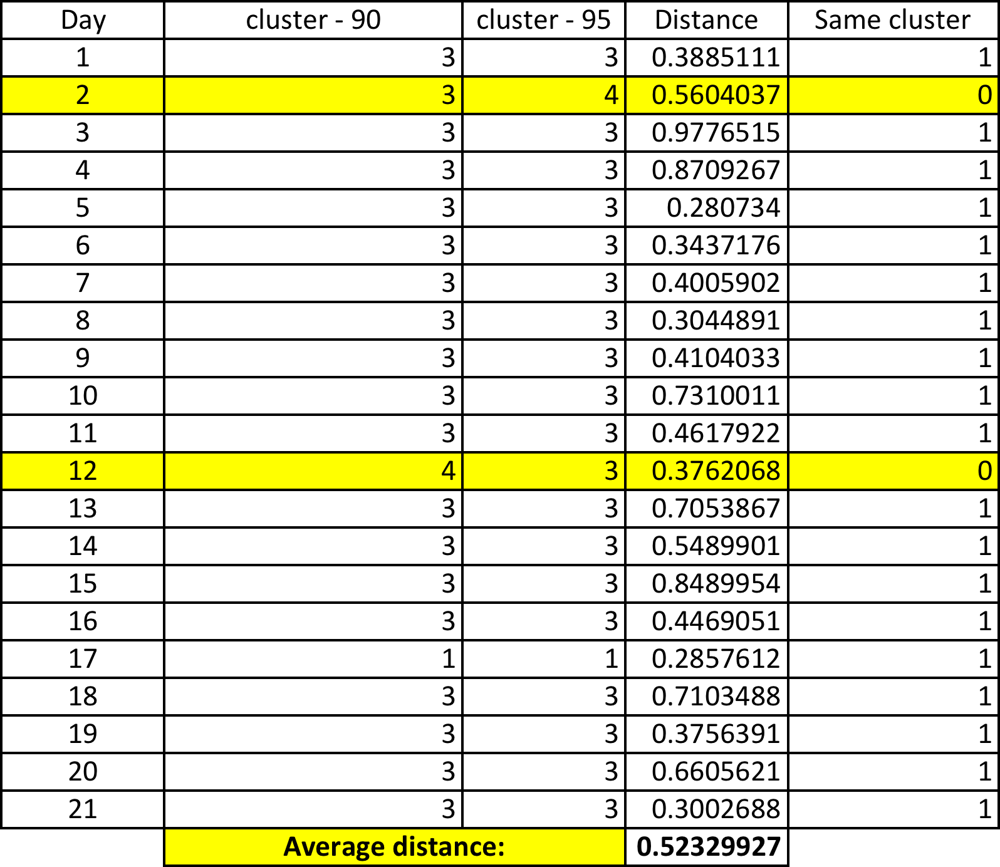 Day cluster - 90 cluster - 95 Distance Same cluster
1 3 3 0.3885111 1
2 3 4 0.5604037 0
3 3 3 0.9776515 1
4 3 3 0.8709267 1
5 3 3 0.280734 1
6 3 3 0.3437176 1
7 3 3 0.4005902 1
8 3 3 0.3044891 1
9 3 3 0.4104033 1
10 3 3 0.7310011 1
11 3 3 0.4617922 1
12 4 3 0.3762068 0
13 3 3 0.7053867 1
14 3 3 0.5489901 1
15 3 3 0.8489954 1
16 3 3 0.4469051 1
17 1 1 0.2857612 1
18 3 3 0.7103488 1
19 3 3 0.3756391 1
20 3 3 0.6605621 1
21 3 3 0.3002688 1
Average distance: 0.52329927